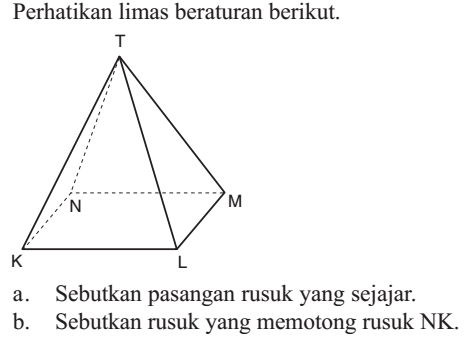 Perhatikan limas beraturan berikut.
T
N
M
K
L
a. Sebutkan pasangan rusuk yang sejajar.
b. Sebutkan rusuk yang memotong rusuk NK.